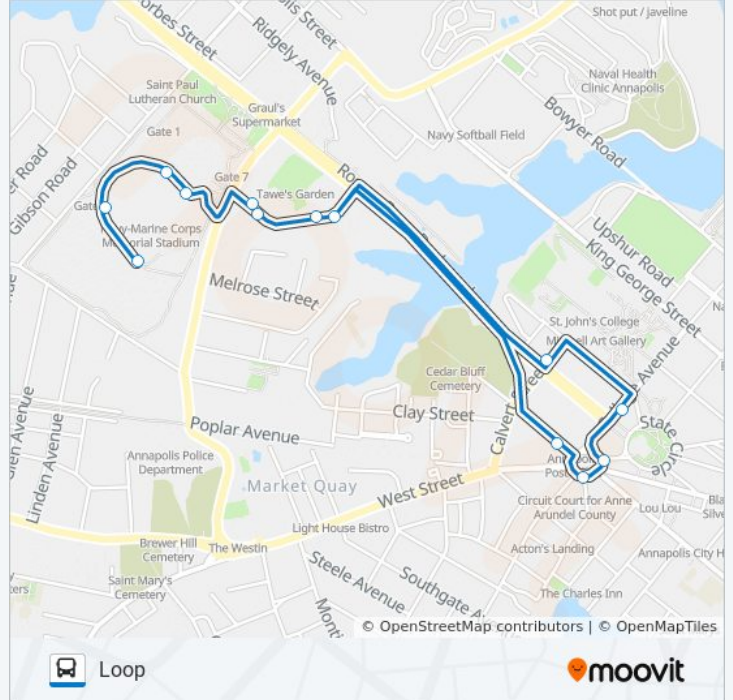 Forbes Street
Ridgely Avenue
Shot put / javeline
Saint Paul
Lutheran Church
Naval Health
Clinic Annapolis
Graul's
Supermarket
Gate 1
Navy Softball Field
Bowyer Road
Gibson Road
Gate 7
Tawe's Garden
Memorial Stadium
Upshur Road
King George Street
Melrose Street
St. John's College
Mitchell Art Gallery
Cedar Bluff
Cemetery
Calvert Street
Clay Street
State Circle
Poplar Avenue
Annapolis Police
Department
Market Quay
West Street
Circuit Court for Anne
Arundel County
Lou Lou
Linden Avenue
Light House Bistro
Brewer Hill
Cemetery
The Westin
Acton's Landing
Annapolis City H
Saint Mary's
Cemetery
Steele Avenue
Southgate Av
The Charles Inn
© OpenStreetMap contributors | © OpenMapTiles
Loop
moovit